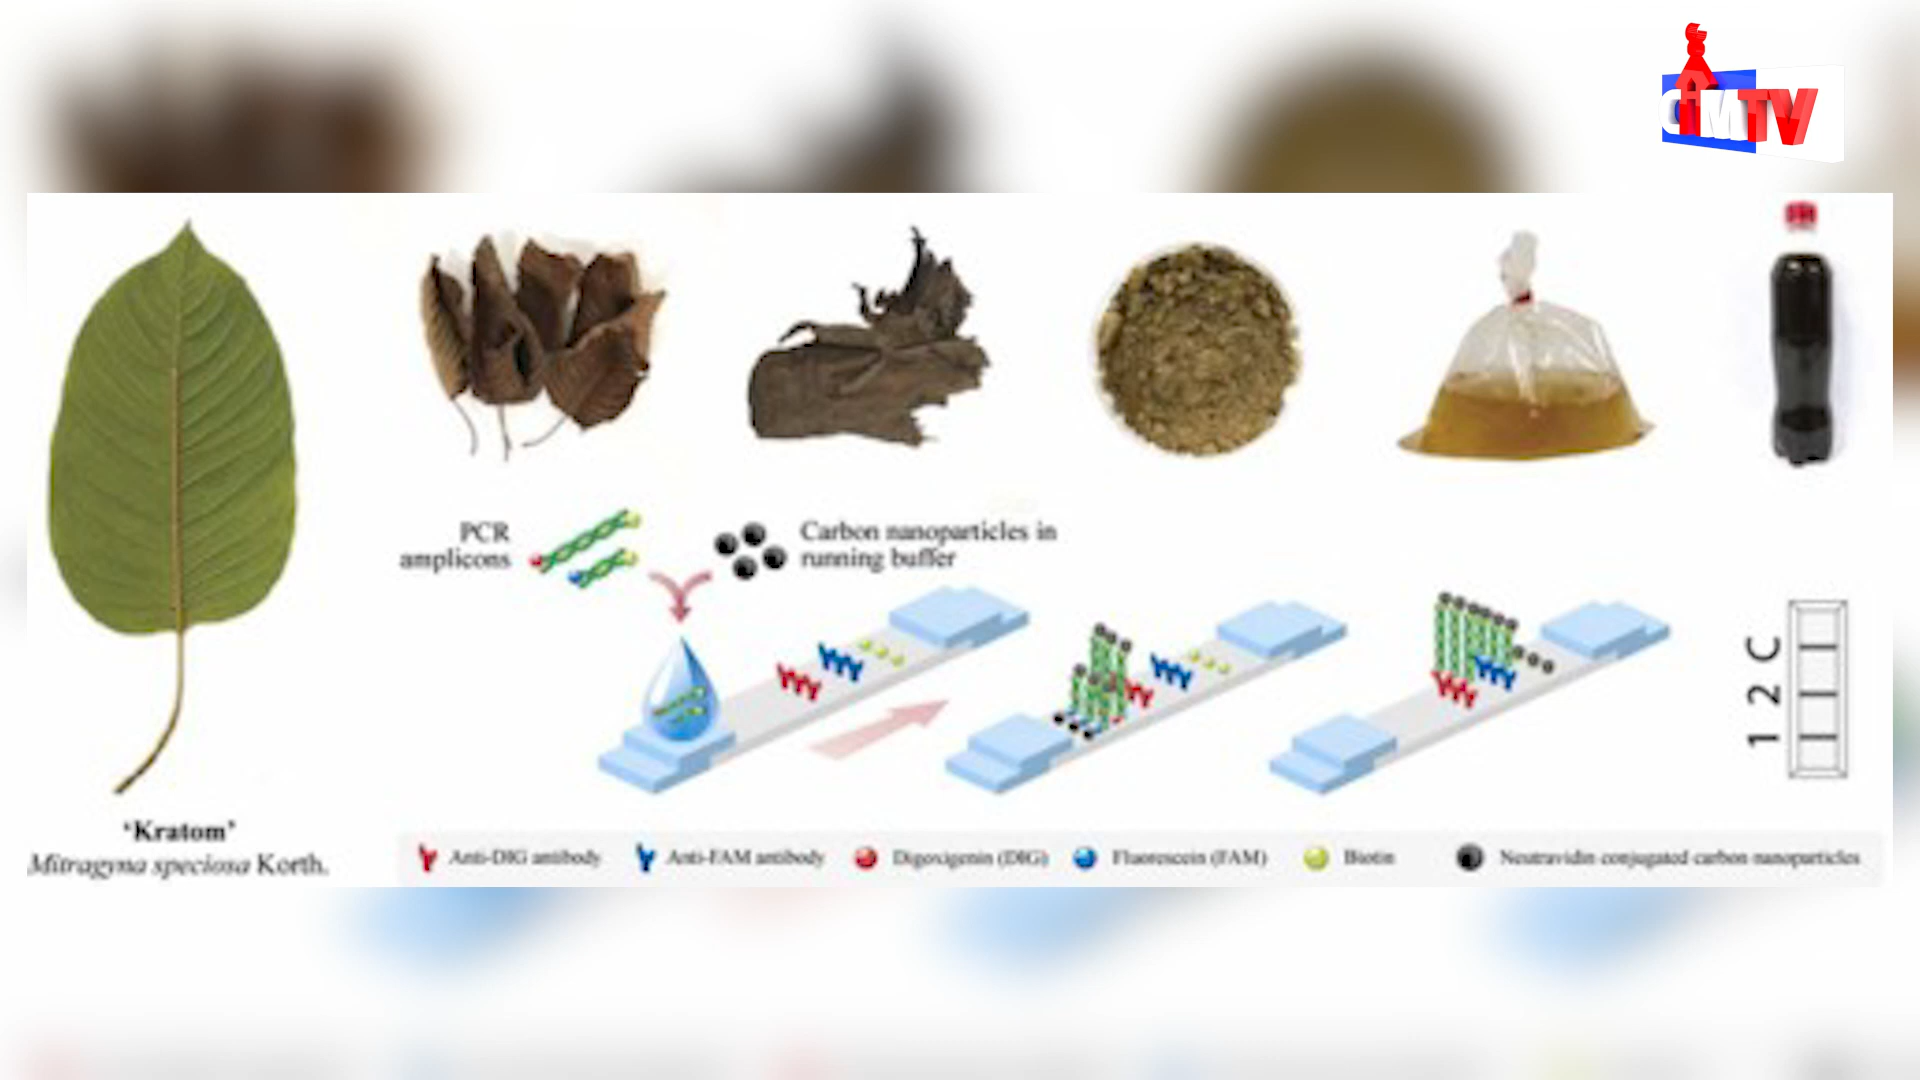 CAMTV
PCR
amplicons
Carbon nanoparticles in
running buffer
1 2 C
'Kratom'
Mitragyna speciosa Korth.
Anti-DIG antibody
Anti-FAM antibody
Digoxigenin (DIG)
Fluorescein (FAM)
Biotin
Neutravidin conjugated carbon nanoparticles